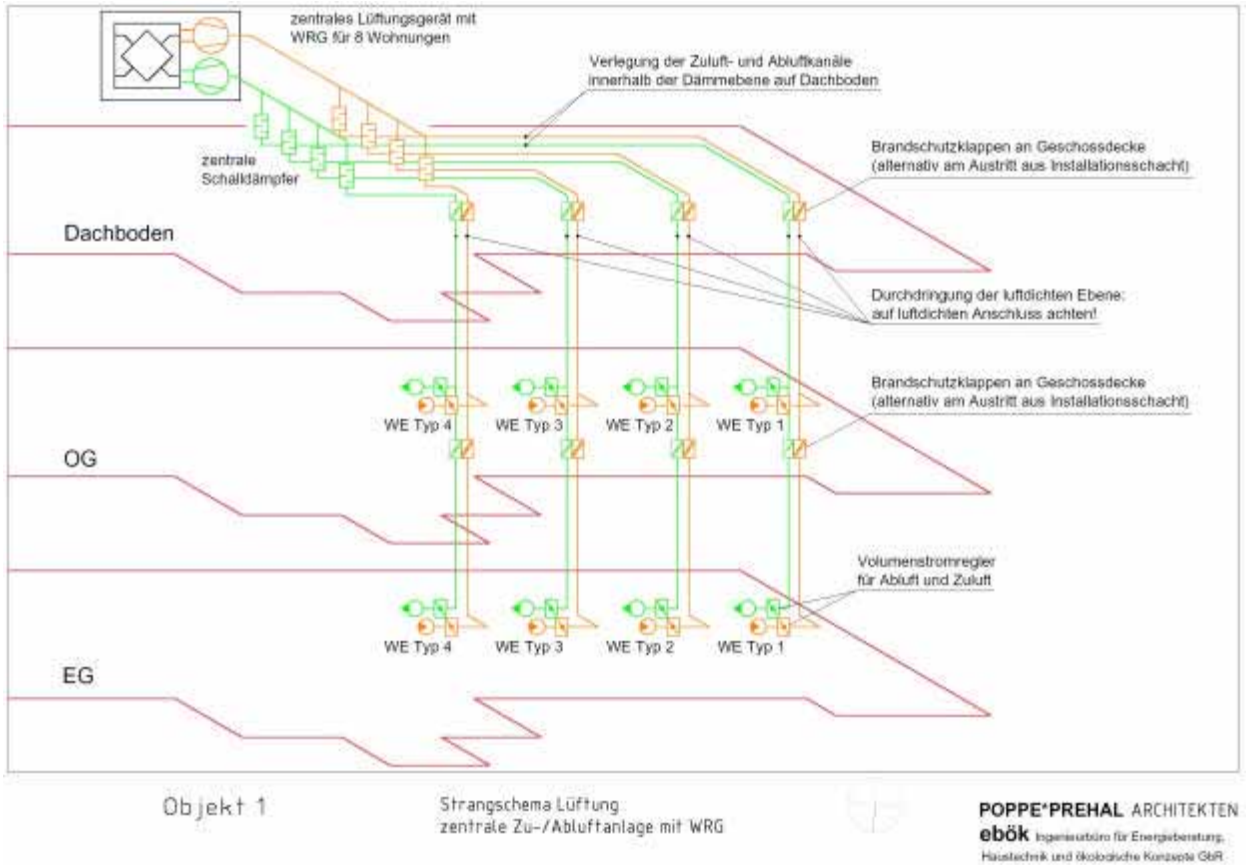 zentrales Lüftungsgerät mit
WRG für 8 Wohnungen
Verlegung der Zuluft- und Abluftkanäle
innerhalb der Dämmebene auf Dachboden
Brandschutzklappen an Geschossdecke
(alternativ am Austritt aus Installationsschacht)
zentrale
Schalldämpfer
Dachboden
Durchdringung der luftdichten Ebene:
auf luftdichten Anschluss achten!
Brandschutzklappen an Geschossdecke
(alternativ am Austritt aus Installationsschacht)
WE Typ 4
WE Typ 3
WE Typ 2
WE Typ 1
OG
Volumenstromregler
für Abluft und Zuluft
WE Typ 4
WE Typ 3
WE Typ 2
WE Typ 1
EG
Objekt 1
Strangschema Lüftung
zentrale Zu-/Abluftanlage mit WRG
POPPE*PREHAL ARCHITEKTEN
ebök Ingenieurbüro für Energieberatung,
Haustechnik und ökologische Konzepte GbR